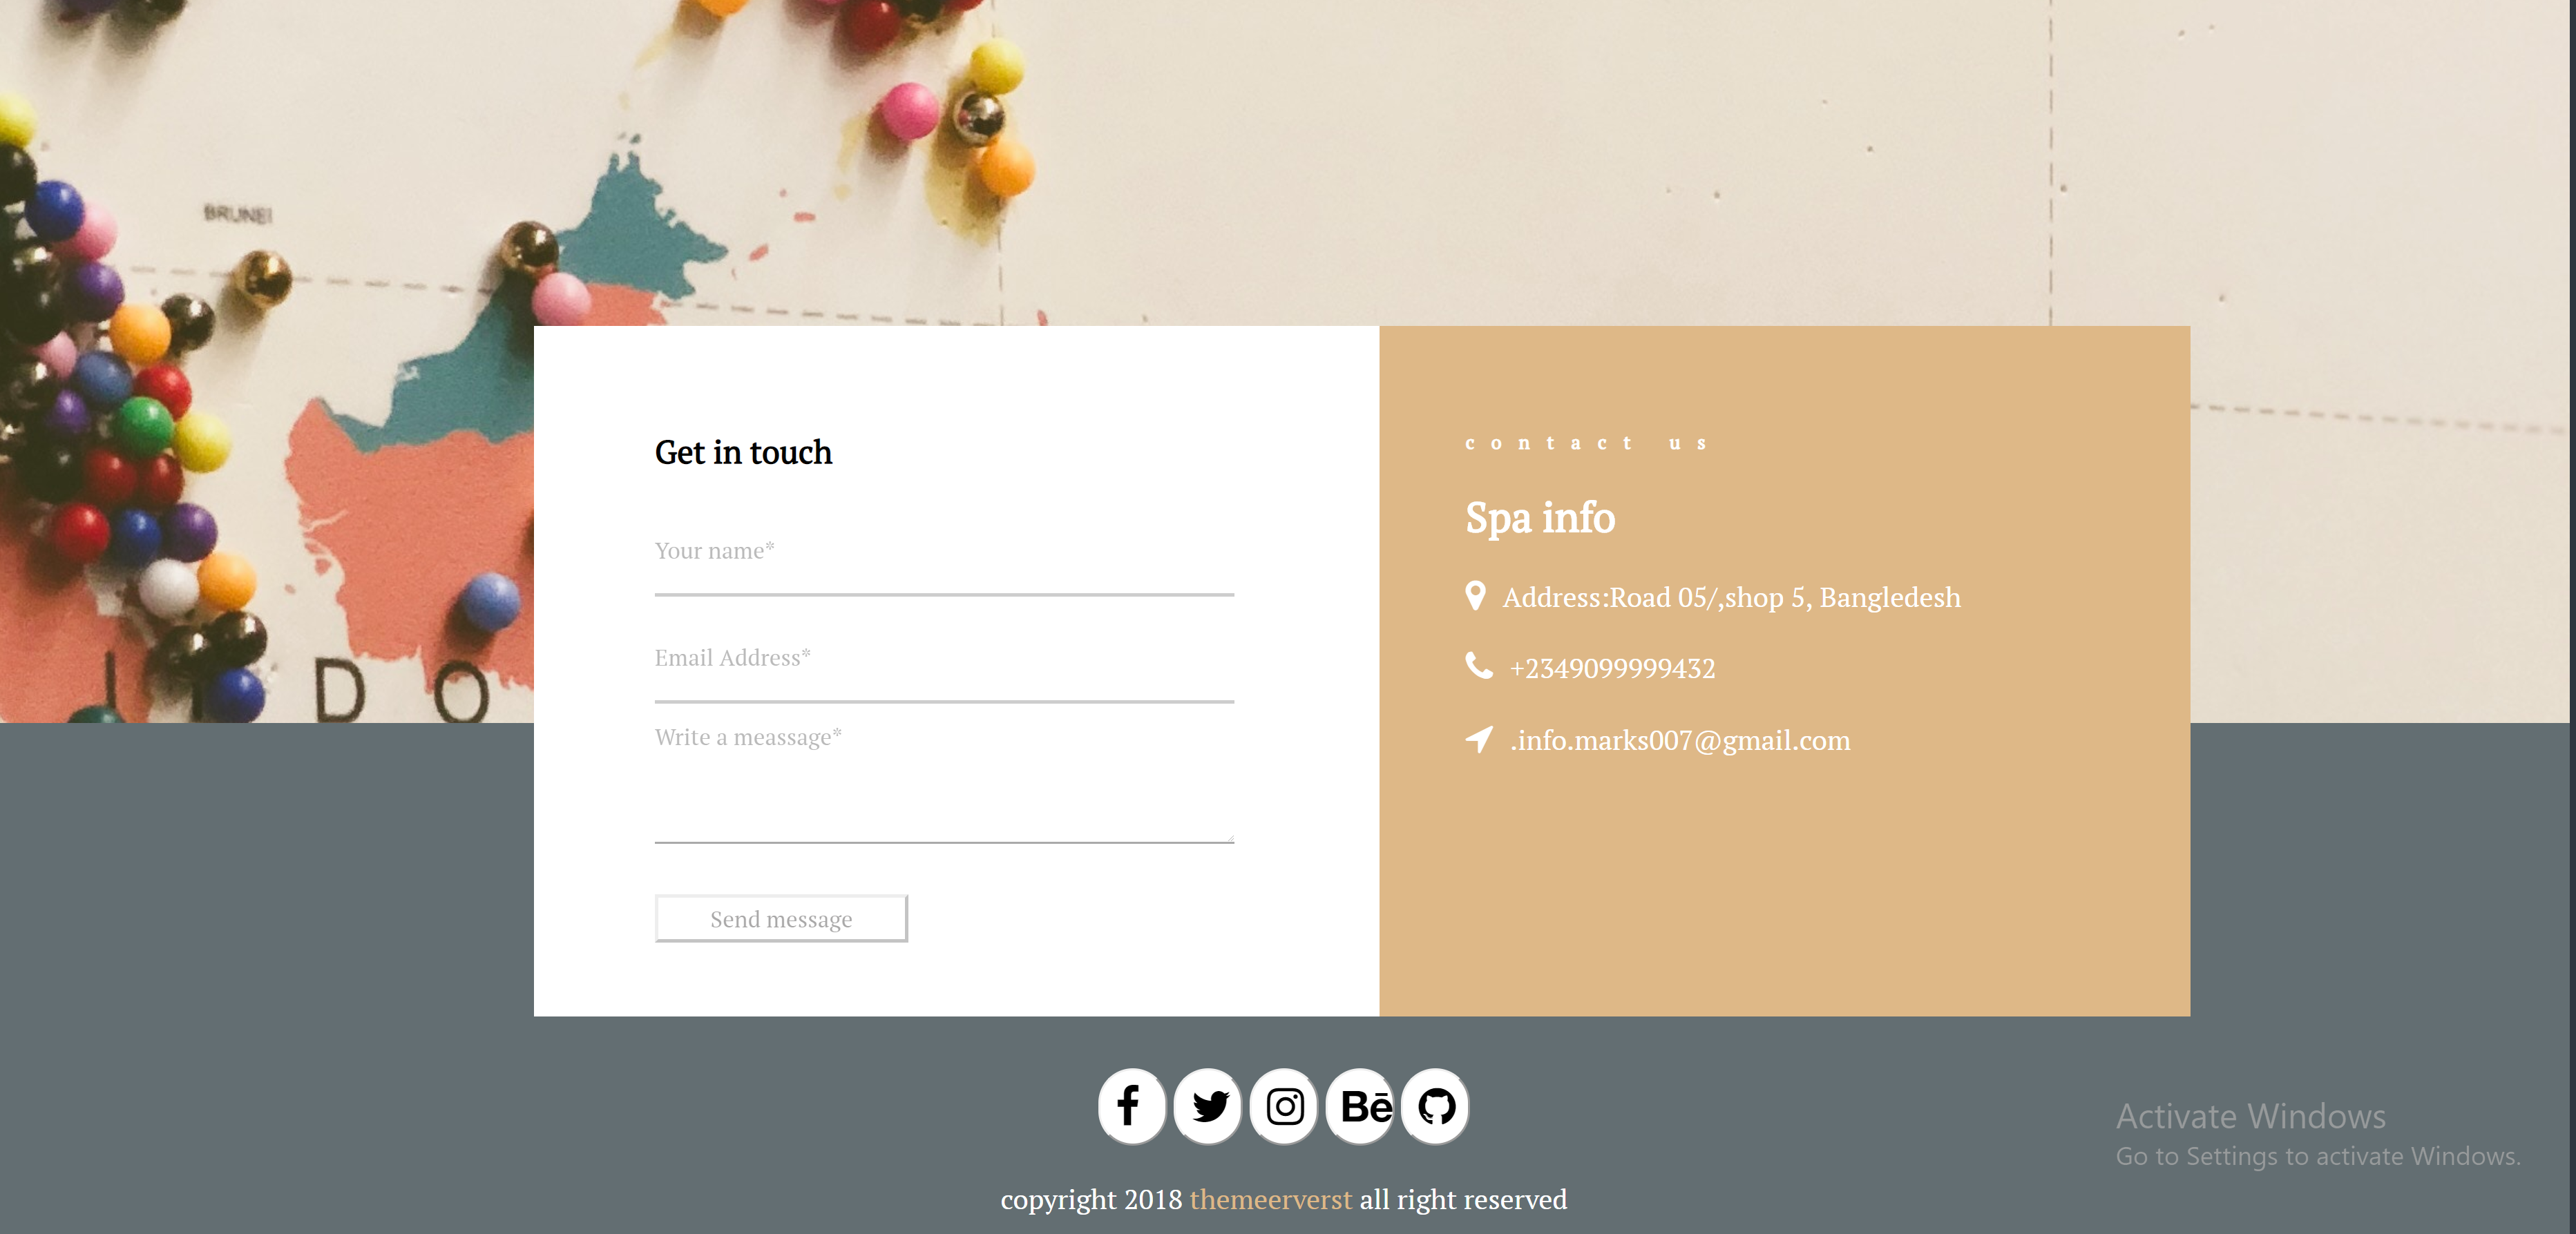 BRUNEI
D O
Get in touch
Your name*
Email Address*
Write a meassage*
Send message
contact us
Spa info
Address:Road 05/,shop 5, Bangledesh
+2349099999432
.info.marks007@gmail.com
Bē
Activate Windows
Go to Settings to activate Windows.
copyright 2018 themeerverst all right reserved